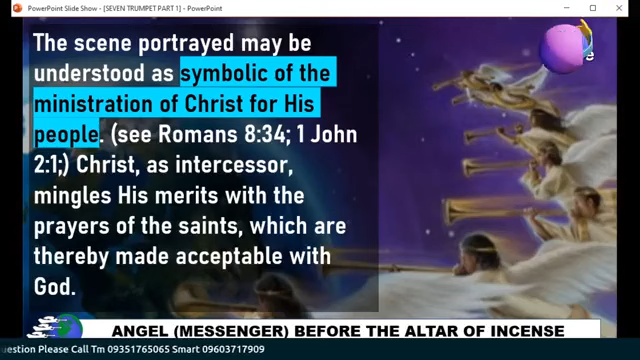 PowerPoint Slide Show - [SEVEN TRUMPET PART 1] - PowerPoint
The scene portrayed may be
understood as symbolic of the
ministration of Christ for His
people. (see Romans 8:34; 1 John
2:1;) Christ, as intercessor,
mingles His merits with the
prayers of the saints, which are
thereby made acceptable with
God.
ANGEL (MESSENGER) BEFORE THE ALTAR OF INCENSE
uestion Please Call Tm 09351765065 Smart 09603717909